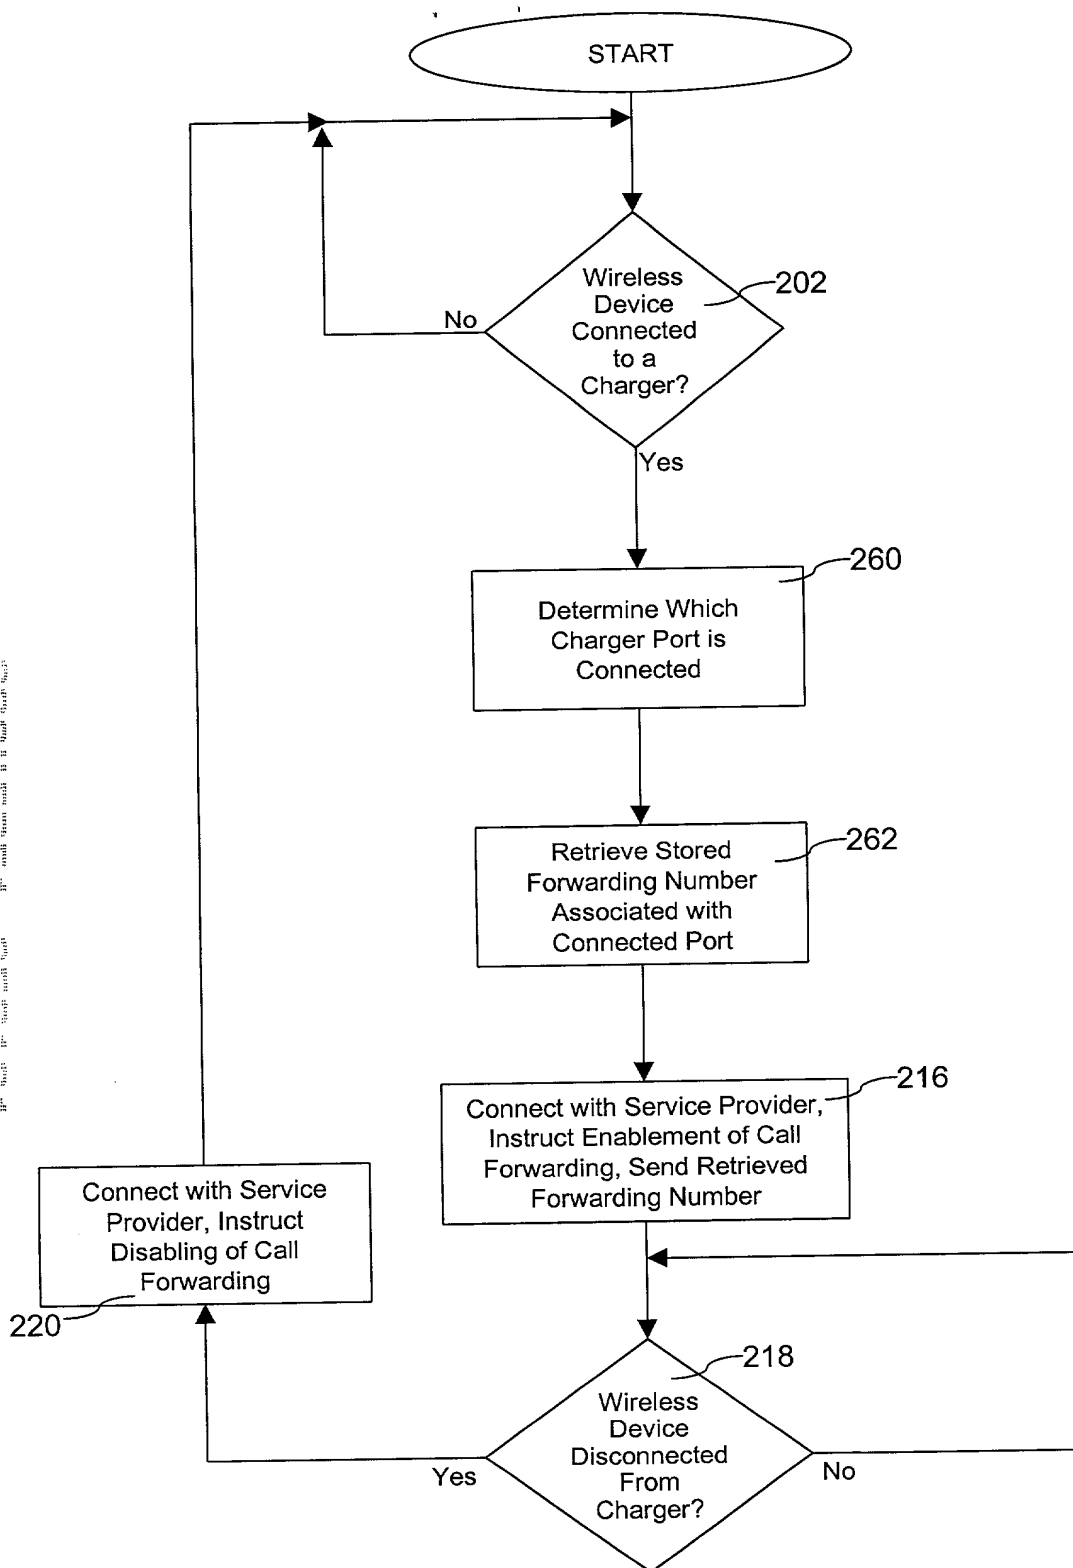 START
Wireless
Device
Connected
to a
Charger?
202
No
Yes
260
Determine Which
Charger Port is
Connected
262
Retrieve Stored
Forwarding Number
Associated with
Connected Port
216
Connect with Service Provider,
Instruct Enablement of Call
Forwarding, Send Retrieved
Forwarding Number
Connect with Service
Provider, Instruct
Disabling of Call
Forwarding
220
218
Wireless
Device
Disconnected
From
Charger?
Yes
No